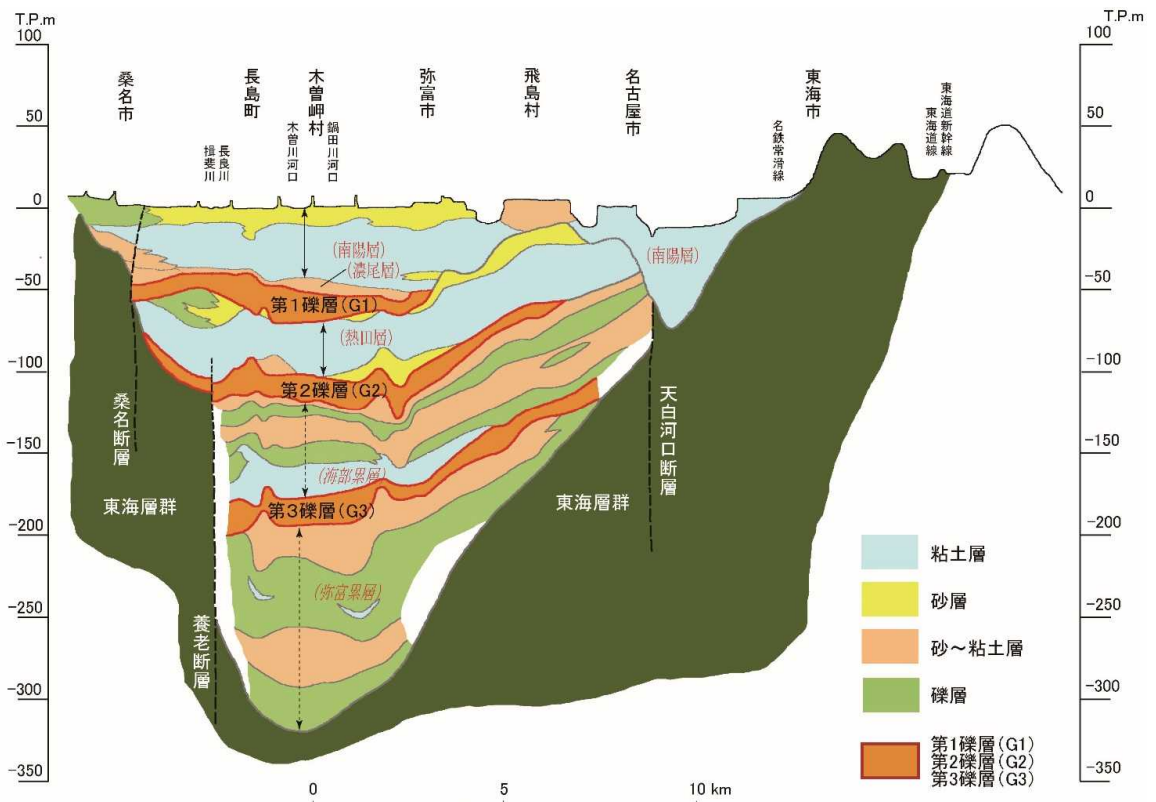 T.P.m
T.P.m
100
50
0
-50
-100
-150
-200
-250
-300
-350
100
50
0
-50
-100
-150
-200
-250
-300
-350
桑名市
長島町
木曽岬村
弥富市
飛島村
名古屋市
東海市
揖斐川
長良川
木曽川河口
鍋田川河口
名鉄常滑線
東海道線
東海道新幹線
(南陽層)
(濃尾層)
(南陽層)
第1礫層(G1)
(熱田層)
第2礫層(G2)
(海部累層)
第3礫層(G3)
(弥富累層)
桑名断層
養老断層
天白河口断層
東海層群
東海層群
粘土層
砂層
砂～粘土層
礫層
第1礫層(G1)
第2礫層(G2)
第3礫層(G3)
0
5
10 km